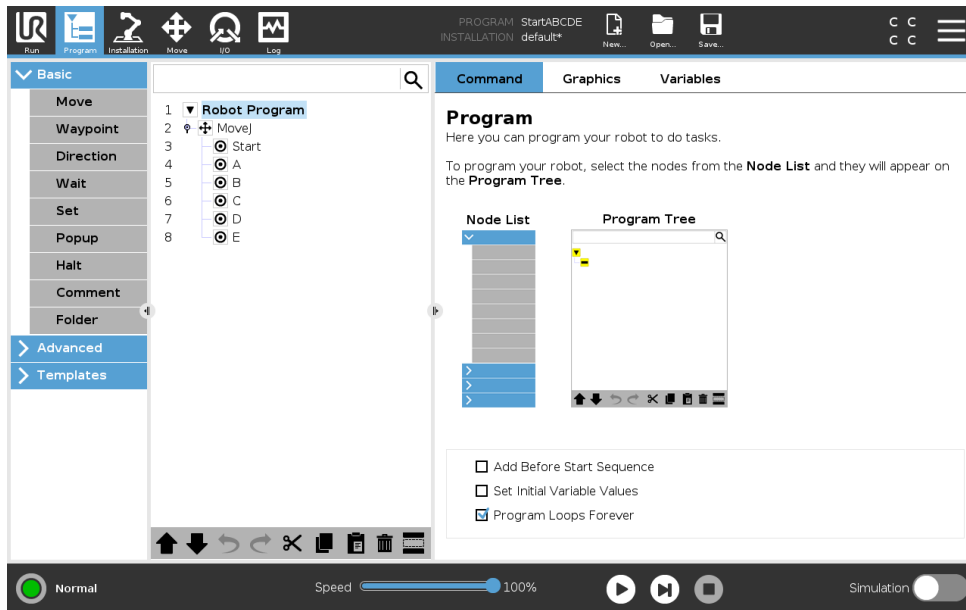 PROGRAM StartABCDE
INSTALLATION default*
UR
Run
Program
Installation
Move
I/O
Log
New...
Open...
Save...
C C
C C
Basic
Move
Waypoint
Direction
Wait
Set
Popup
Halt
Comment
Folder
Advanced
Templates
1 Robot Program
2 MoveJ
3 Start
4 A
5 B
6 C
7 D
8 E
Command Graphics Variables
Program
Here you can program your robot to do tasks.
To program your robot, select the nodes from the Node List and they will appear on
the Program Tree.
Node List Program Tree
Add Before Start Sequence
Set Initial Variable Values
Program Loops Forever
Normal
Speed 100%
Simulation